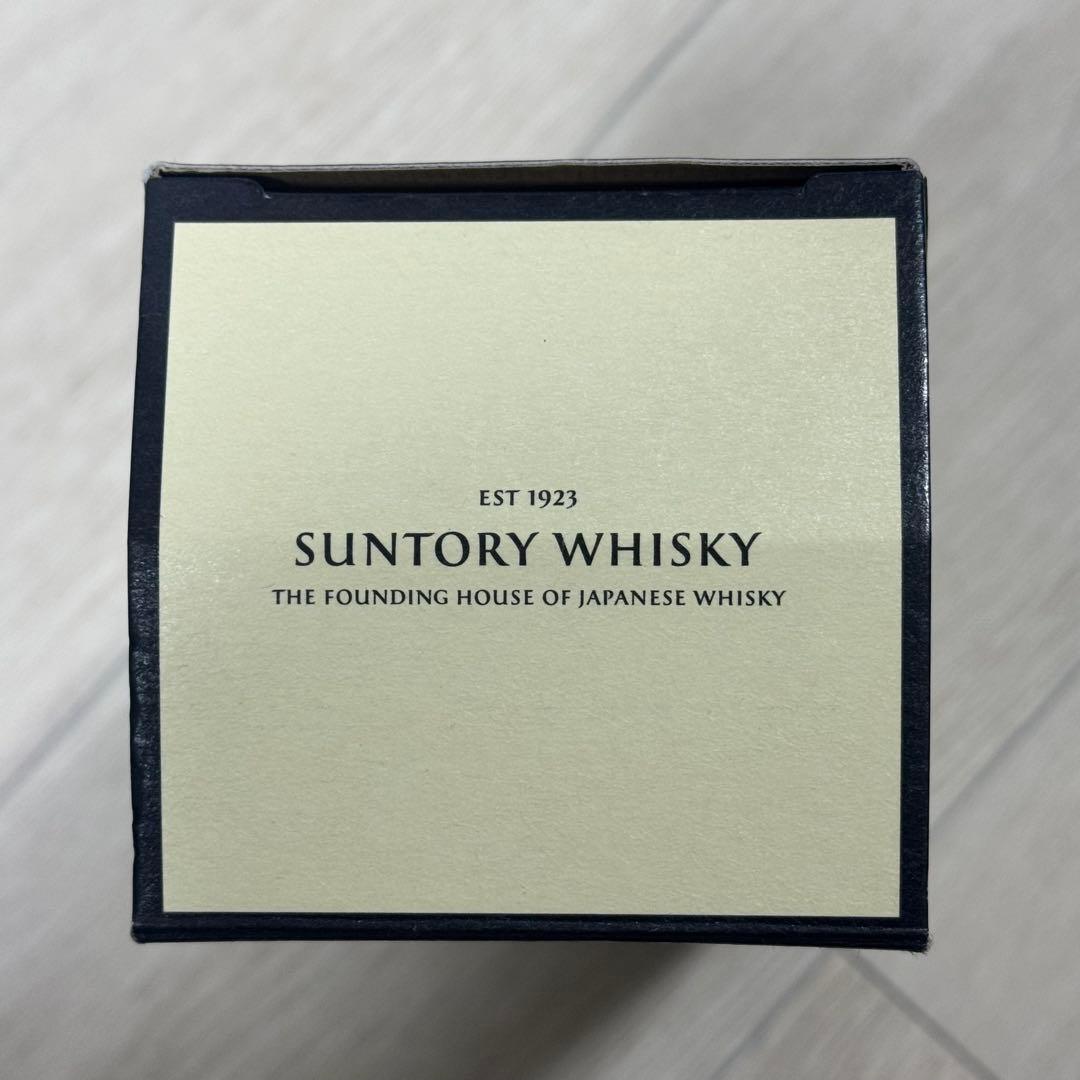 EST 1923
SUNTORY WHISKY
THE FOUNDING HOUSE OF JAPANESE WHISKY